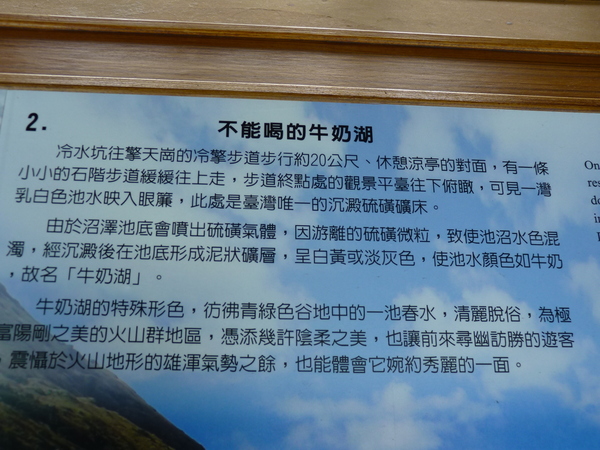 2.
不能喝的牛奶湖
冷水坑往擎天崗的冷擎步道步行約20公尺、休憩涼亭的對面，有一條
小小的石階步道緩緩往上走，步道終點處的觀景平臺往下俯瞰，可見一灣
乳白色池水映入眼簾，此處是臺灣唯一的沉澱硫磺礦床。
由於沼澤池底會噴出硫磺氣體，因游離的硫磺微粒，致使池沼水色混
濁，經沉澱後在池底形成泥狀礦層，呈白黃或淡灰色，使池水顏色如牛奶
，故名「牛奶湖」。
牛奶湖的特殊形色，彷彿青綠色谷地中的一池春水，清麗脫俗，為極
富陽剛之美的火山群地區，憑添幾許陰柔之美，也讓前來尋幽訪勝的遊客
，震懾於火山地形的雄渾氣勢之餘，也能體會它婉約秀麗的一面。
On
res
do
in